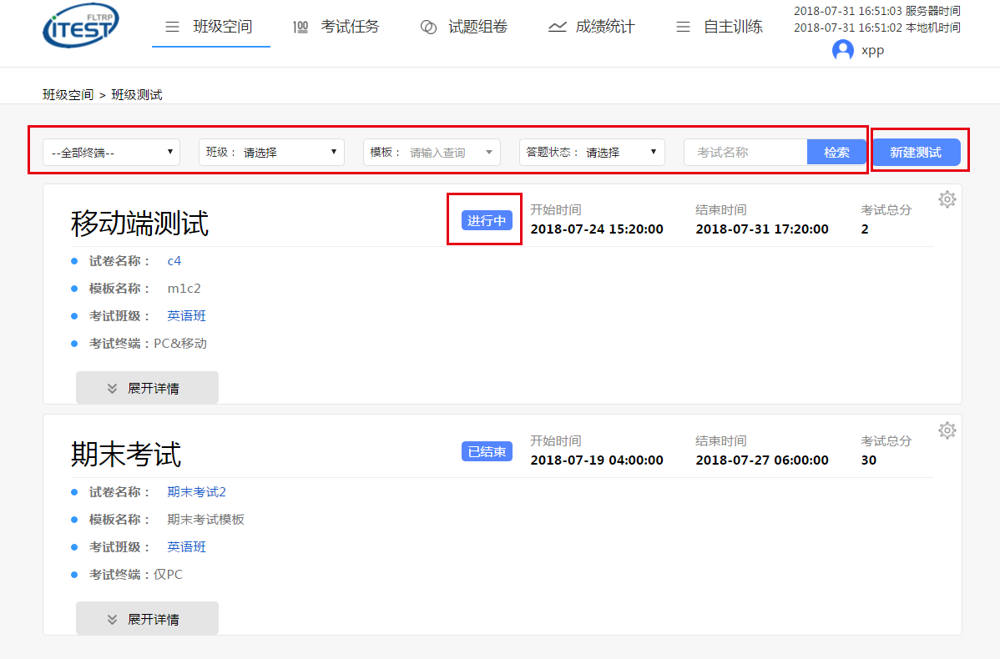 FLTRP
iTEST
班级空间
100 考试任务
试题组卷
成绩统计
自主训练
2018-07-31 16:51:03 服务器时间
2018-07-31 16:51:02 本地机时间
xpp
班级空间 > 班级测试
--全部终端--
班级： 请选择
模板： 请输入查询
答题状态： 请选择
考试名称
检索
新建测试
移动端测试
进行中
开始时间
2018-07-24 15:20:00
结束时间
2018-07-31 17:20:00
考试总分
2
试卷名称： c4
模板名称： m1c2
考试班级： 英语班
考试终端：PC&移动
展开详情
期末考试
已结束
开始时间
2018-07-19 04:00:00
结束时间
2018-07-27 06:00:00
考试总分
30
试卷名称： 期末考试2
模板名称： 期末考试模板
考试班级： 英语班
考试终端：仅PC
展开详情